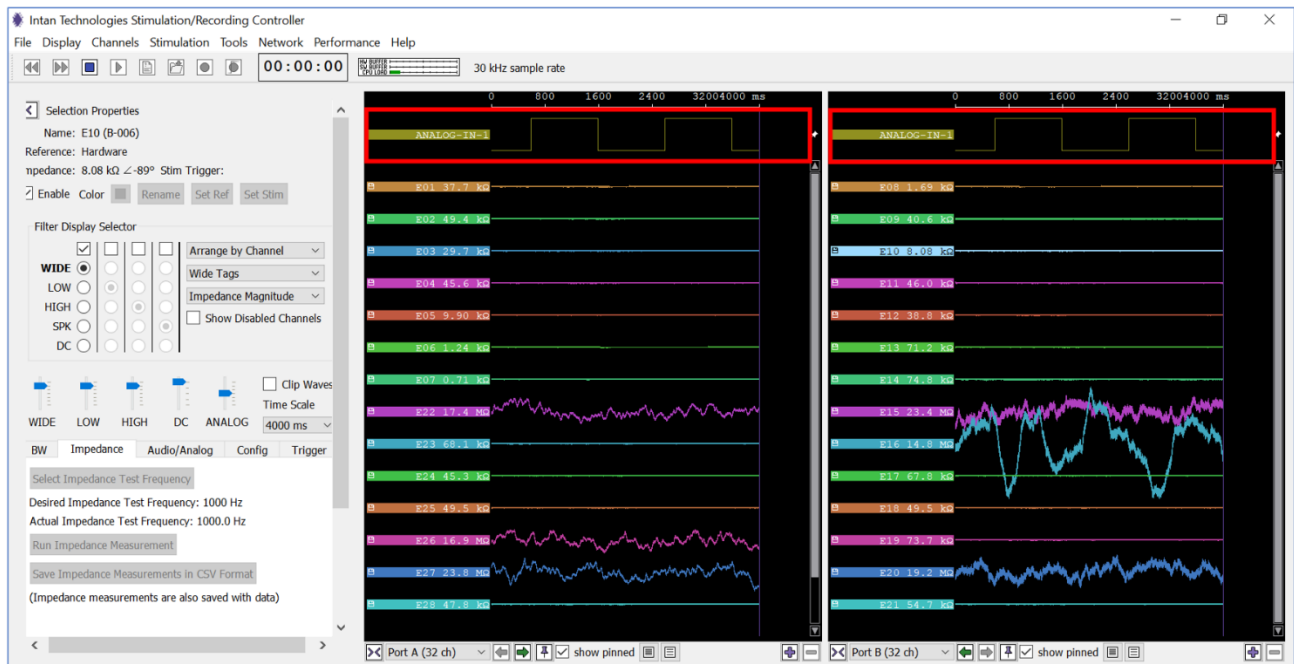 Intan Technologies Stimulation/Recording Controller
File Display Channels Stimulation Tools Network Performance Help
00:00:00
HW BUFFER
SW BUFFER
CPU LOAD
30 kHz sample rate
Selection Properties
Name: E10 (B-006)
Reference: Hardware
mpedance: 8.08 kΩ ∠-89° Stim Trigger:
Enable Color Rename Set Ref Set Stim
Filter Display Selector
Arrange by Channel
WIDE
Wide Tags
LOW
Impedance Magnitude
HIGH
Show Disabled Channels
SPK
DC
Clip Waves
Time Scale
WIDE LOW HIGH DC ANALOG
4000 ms
BW Impedance Audio/Analog Config Trigger
Select Impedance Test Frequency
Desired Impedance Test Frequency: 1000 Hz
Actual Impedance Test Frequency: 1000.0 Hz
Run Impedance Measurement
Save Impedance Measurements in CSV Format
(Impedance measurements are also saved with data)
0 800 1600 2400 32004000 ms
ANALOG-IN-1
E01 37.7 kΩ
E02 49.4 kΩ
E03 29.7 kΩ
E04 45.6 kΩ
E05 9.90 kΩ
E06 1.24 kΩ
E07 0.71 kΩ
E22 17.4 MΩ
E23 68.1 kΩ
E24 45.3 kΩ
E25 49.5 kΩ
E26 16.9 MΩ
E27 23.8 MΩ
E28 47.8 kΩ
Port A (32 ch) show pinned
0 800 1600 2400 32004000 ms
ANALOG-IN-1
E08 1.69 kΩ
E09 40.6 kΩ
E10 8.08 kΩ
E11 46.0 kΩ
E12 38.8 kΩ
E13 71.2 kΩ
E14 74.8 kΩ
E15 23.4 MΩ
E16 14.8 MΩ
E17 67.8 kΩ
E18 49.5 kΩ
E19 73.7 kΩ
E20 19.2 MΩ
E21 54.7 kΩ
Port B (32 ch) show pinned